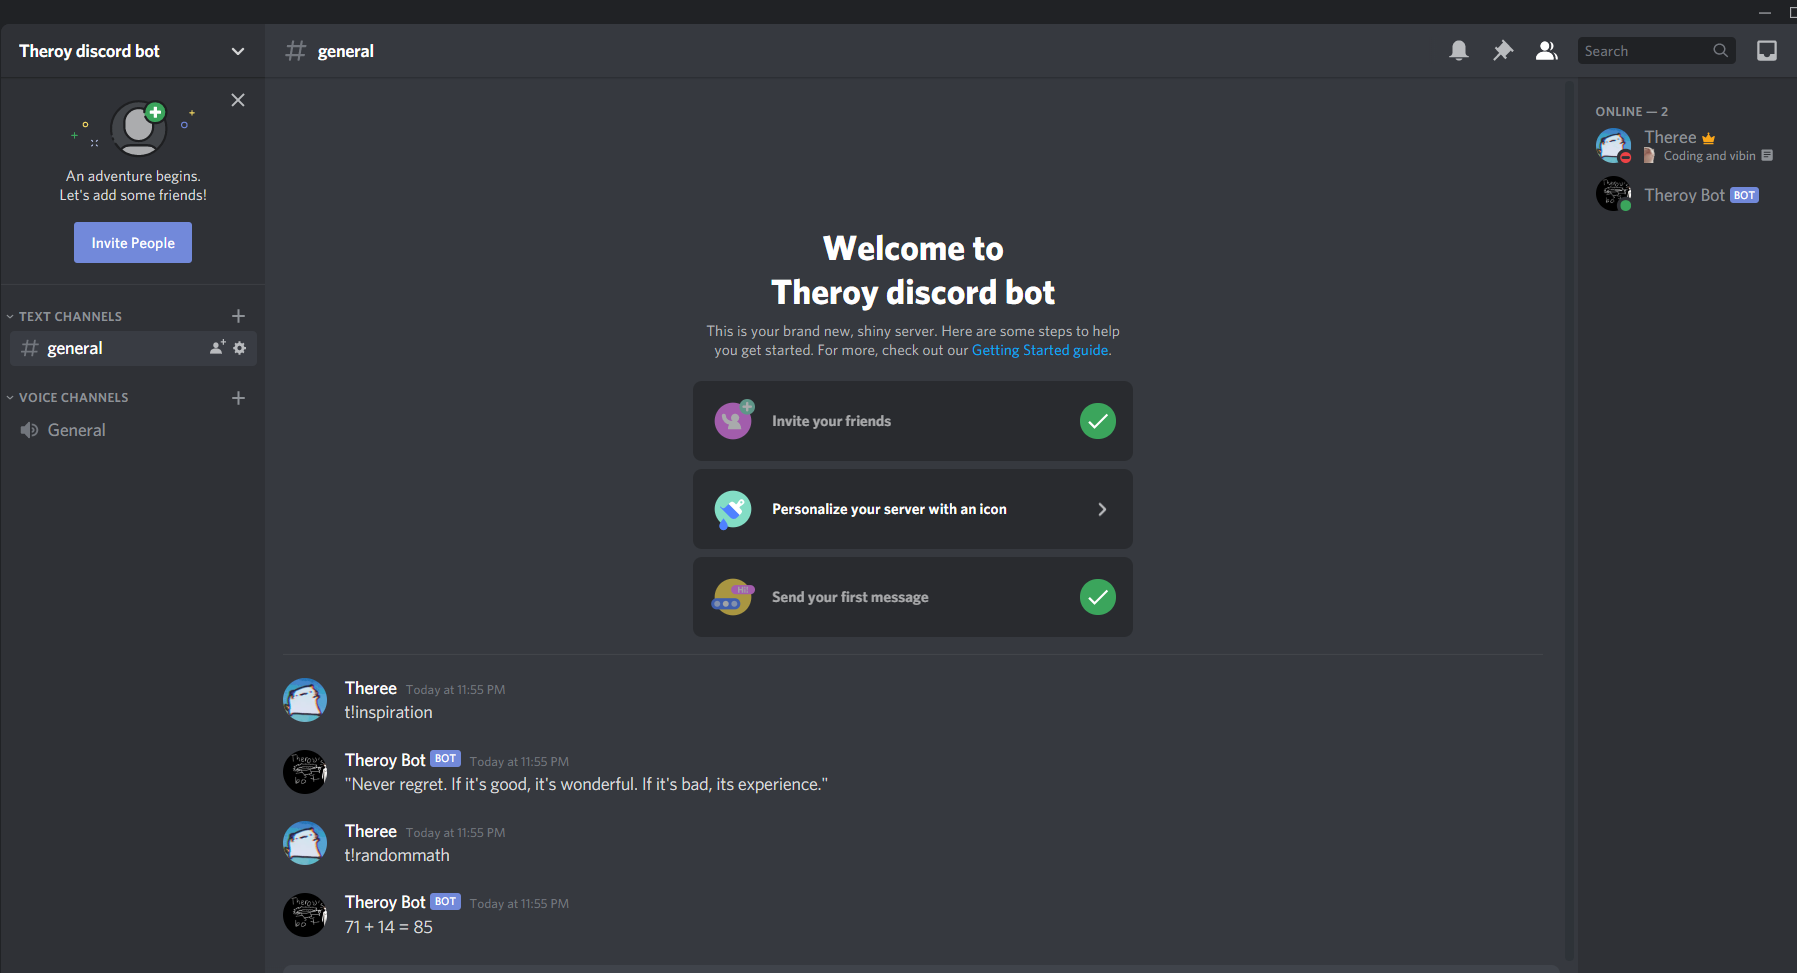 Theroy discord bot
general
Search
An adventure begins.
Let's add some friends!
Invite People
TEXT CHANNELS
general
VOICE CHANNELS
General
Welcome to
Theroy discord bot
This is your brand new, shiny server. Here are some steps to help
you get started. For more, check out our Getting Started guide.
Invite your friends
Personalize your server with an icon
Hi!
Send your first message
Theree Today at 11:55 PM
t!inspiration
Theroy Bot BOT Today at 11:55 PM
"Never regret. If it's good, it's wonderful. If it's bad, its experience."
Theree Today at 11:55 PM
t!randommath
Theroy Bot BOT Today at 11:55 PM
71 + 14 = 85
ONLINE — 2
Theree
Coding and vibin
Theroy Bot BOT